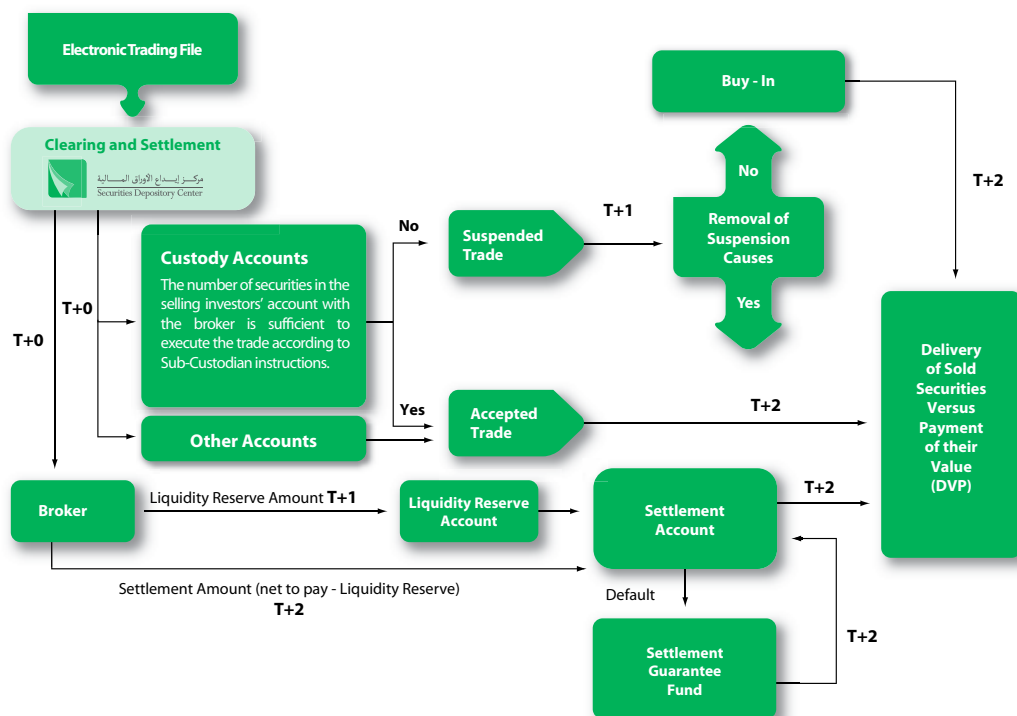 Electronic Trading File
Clearing and Settlement
مركز إيداع الأوراق المالية
Securities Depository Center
T+0
T+0
Custody Accounts
The number of securities in the
selling investors’ account with
the broker is sufficient to
execute the trade according to
Sub-Custodian instructions.
Other Accounts
No
Yes
Suspended
Trade
T+1
Accepted
Trade
Buy - In
No
Removal of
Suspension
Causes
Yes
T+2
T+2
Delivery
of Sold
Securities
Versus
Payment
of their
Value
(DVP)
Broker
Liquidity Reserve Amount T+1
Liquidity Reserve
Account
Settlement
Account
T+2
Settlement Amount (net to pay - Liquidity Reserve)
T+2
Default
Settlement
Guarantee
Fund
T+2